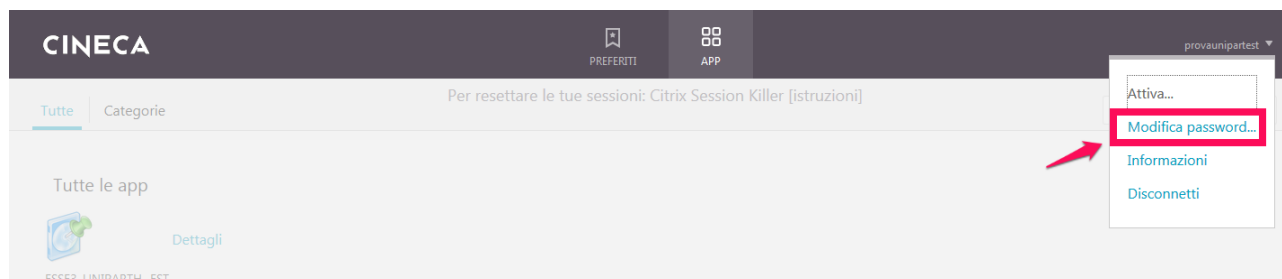 CINECA
PREFERITI
APP
provaunipartest
Per resettare le tue sessioni: Citrix Session Killer [istruzioni]
Tutte
Categorie
Attiva...
Modifica password...
Informazioni
Disconnetti
Tutte le app
Dettagli